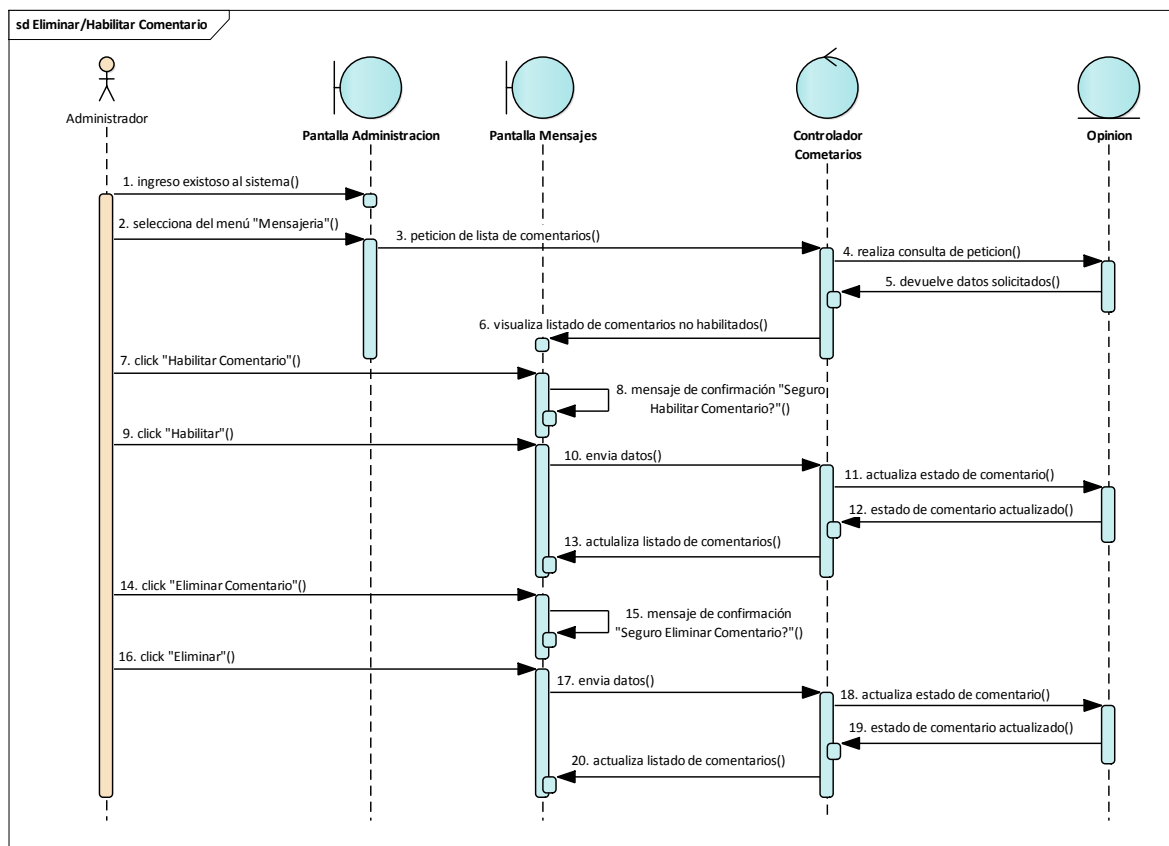 sd Eliminar/Habilitar Comentario
Administrador
Pantalla Administracion
Pantalla Mensajes
Controlador
Cometarios
Opinion
1. ingreso existoso al sistema()
2. selecciona del menú "Mensajeria"()
3. peticion de lista de comentarios()
4. realiza consulta de peticion()
5. devuelve datos solicitados()
6. visualiza listado de comentarios no habilitados()
7. click "Habilitar Comentario"()
8. mensaje de confirmación "Seguro
Habilitar Comentario?"()
9. click "Habilitar"()
10. envia datos()
11. actualiza estado de comentario()
12. estado de comentario actualizado()
13. actulaliza listado de comentarios()
14. click "Eliminar Comentario"()
15. mensaje de confirmación
"Seguro Eliminar Comentario?"()
16. click "Eliminar"()
17. envia datos()
18. actualiza estado de comentario()
19. estado de comentario actualizado()
20. actualiza listado de comentarios()